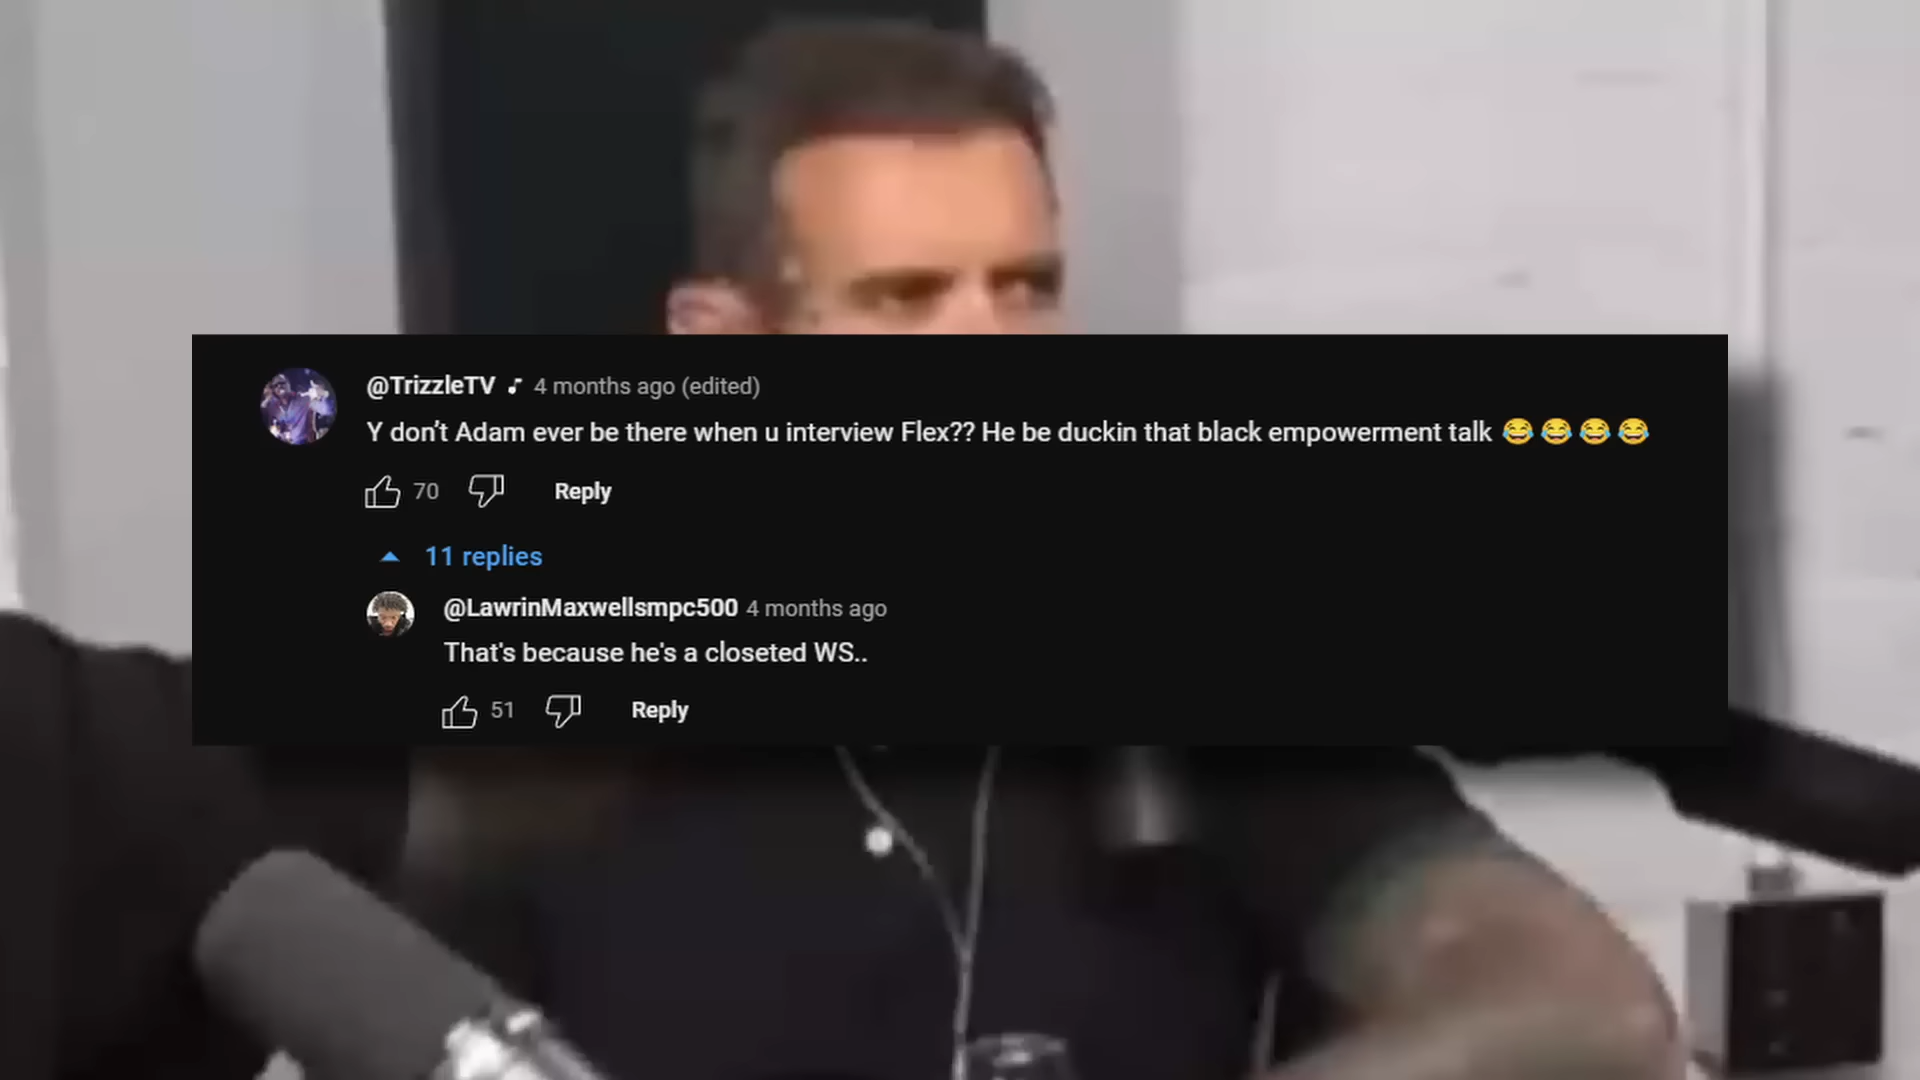 @TrizzleTV 4 months ago (edited)
Y don't Adam ever be there when u interview Flex?? He be duckin that black empowerment talk 😂😂😂😂
70 Reply
11 replies
@LawrinMaxwellsmpc500 4 months ago
That's because he's a closeted WS..
51 Reply